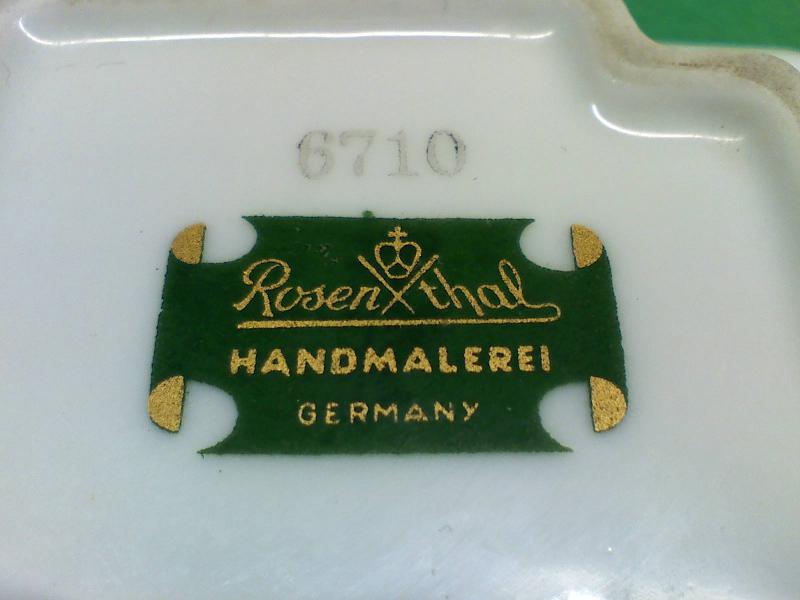 6710
Rosenthal
HANDMALEREI
GERMANY